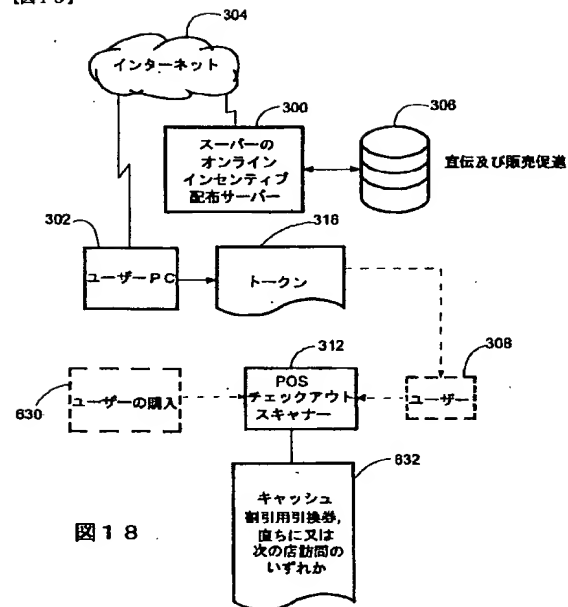 304
インターネット
300
306
スーパーの
オンライン
インセンティブ
配布サーバー
宣伝及び販売促進
302
316
ユーザーPC
トークン
312
308
POS
チェックアウト
スキャナー
ユーザーの購入
ユーザー
630
632
キャッシュ
割引用引換券,
直ちに又は
次の店訪問の
いずれか
図18